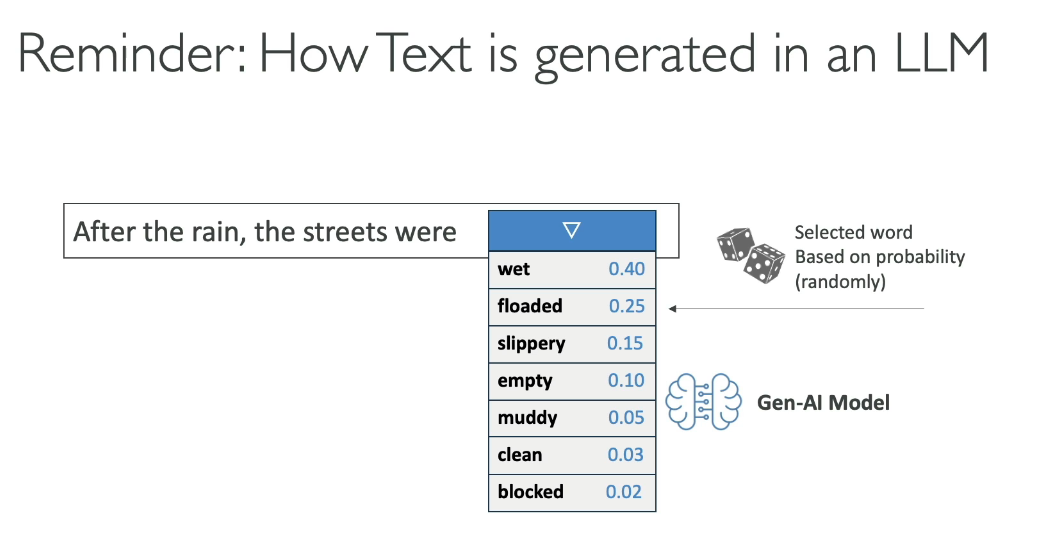 Reminder: How Text is generated in an LLM
After the rain, the streets were
wet 0.40
floaded 0.25
slippery 0.15
empty 0.10
muddy 0.05
clean 0.03
blocked 0.02
Selected word
Based on probability
(randomly)
Gen-AI Model